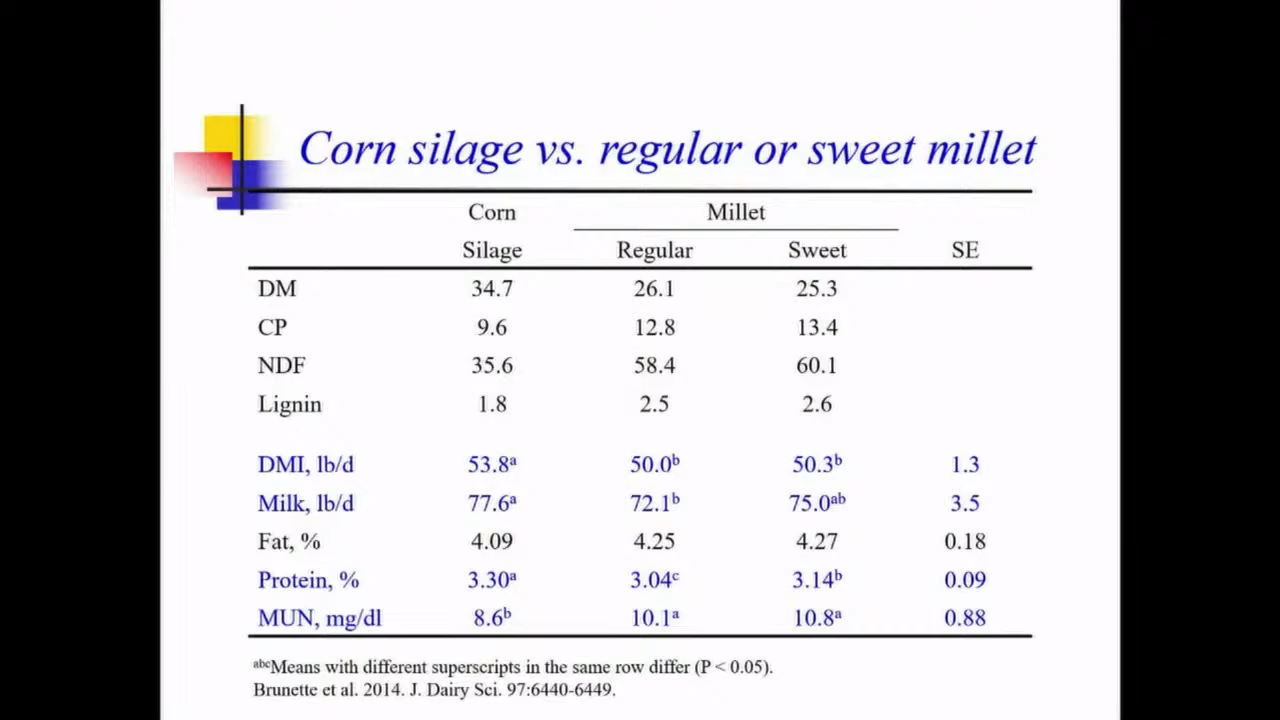 Corn silage vs. regular or sweet millet
Corn Millet
Silage Regular Sweet SE
DM 34.7 26.1 25.3
CP 9.6 12.8 13.4
NDF 35.6 58.4 60.1
Lignin 1.8 2.5 2.6
DMI, lb/d 53.8ᵃ 50.0ᵇ 50.3ᵇ 1.3
Milk, lb/d 77.6ᵃ 72.1ᵇ 75.0ᵃᵇ 3.5
Fat, % 4.09 4.25 4.27 0.18
Protein, % 3.30ᵃ 3.04ᶜ 3.14ᵇ 0.09
MUN, mg/dl 8.6ᵇ 10.1ᵃ 10.8ᵃ 0.88
ᵃᵇᶜMeans with different superscripts in the same row differ (P < 0.05).
Brunette et al. 2014. J. Dairy Sci. 97:6440-6449.